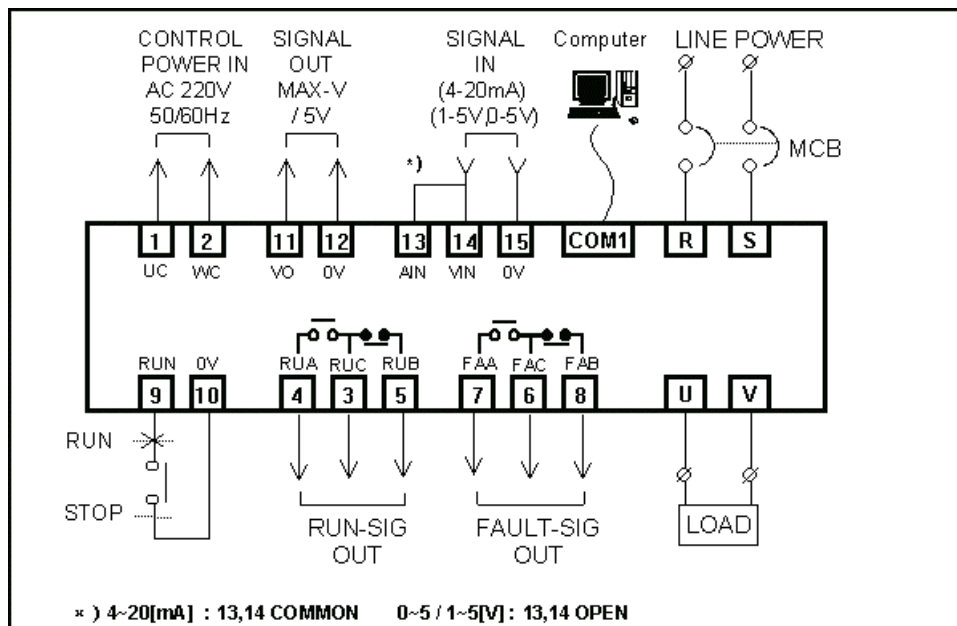 CONTROL POWER IN AC 220V 50/60Hz
SIGNAL OUT MAX-V / 5V
SIGNAL IN (4-20mA) (1-5V,0-5V)
Computer
LINE POWER
*)
MCB
1 2 11 12 13 14 15 COM1 R S
UC WC VO 0V AIN VIN 0V
RUN 0V RUA RUC RUB FAA FAC FAB
9 10 4 3 5 7 6 8 U V
RUN
STOP
RUN-SIG OUT
FAULT-SIG OUT
LOAD
* ) 4~20[mA] : 13,14 COMMON 0~5 / 1~5[V] : 13,14 OPEN